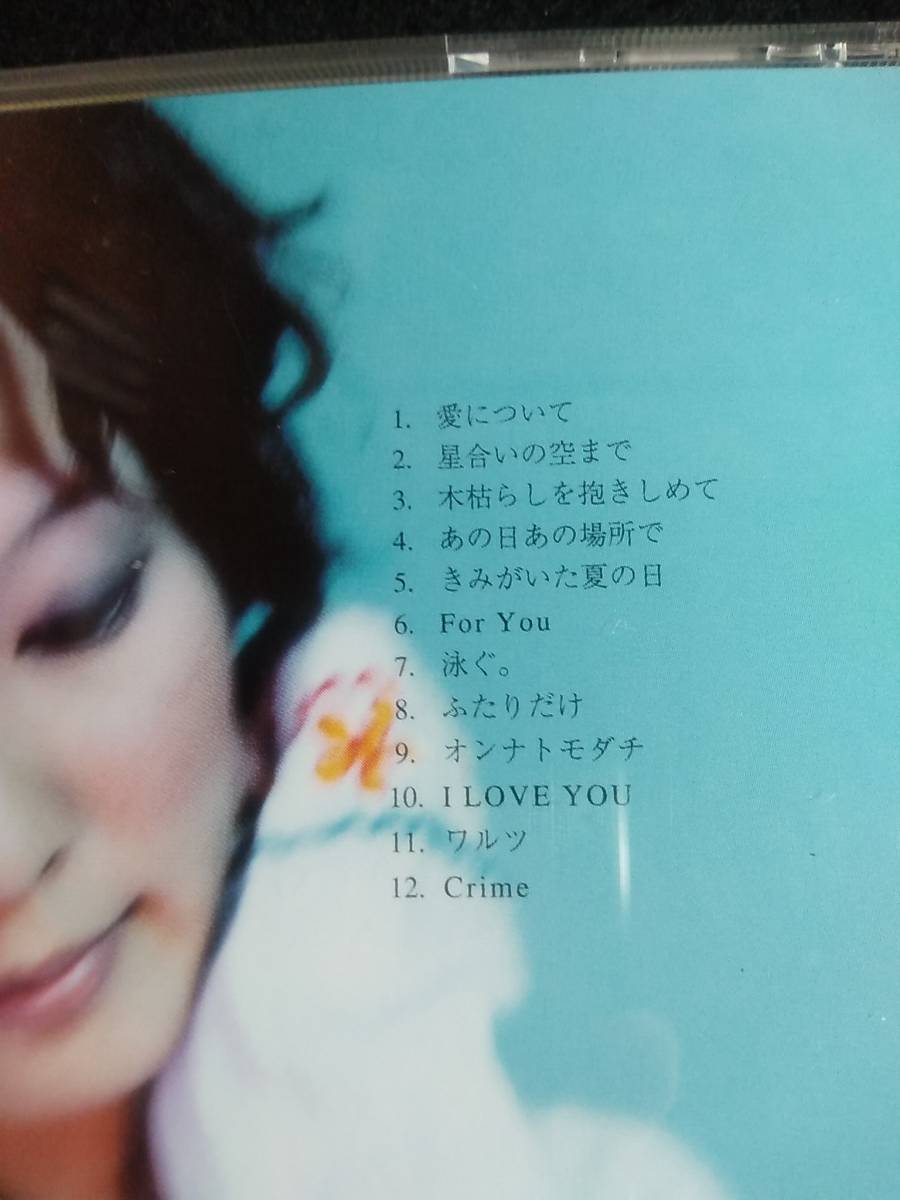 1. 愛について
2. 星合いの空まで
3. 木枯らしを抱きしめて
4. あの日あの場所で
5. きみがいた夏の日
6. For You
7. 泳ぐ。
8. ふたりだけ
9. オンナトモダチ
10. I LOVE YOU
11. ワルツ
12. Crime